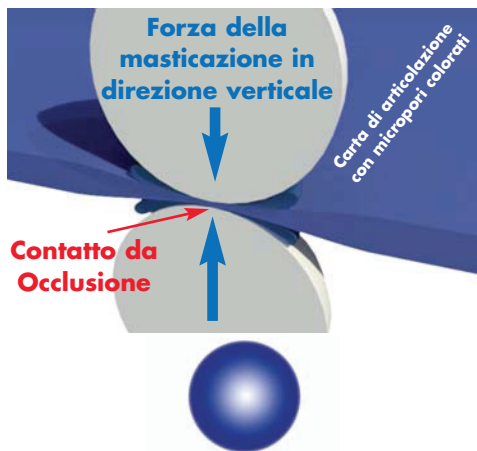 Forza della
masticazione in
direzione verticale
Carta di articolazione
con micropori colorati
Contatto da
Occlusione